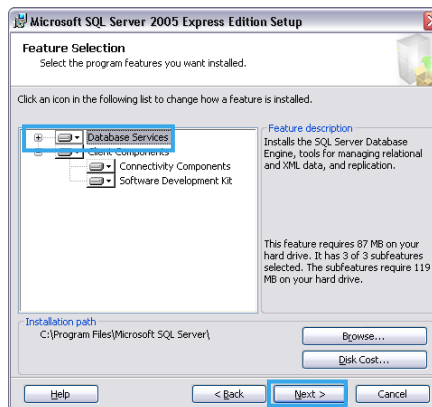 Microsoft SQL Server 2005 Express Edition Setup
Feature Selection
Select the program features you want installed.
Click an icon in the following list to change how a feature is installed.
Database Services
Client Components
Connectivity Components
Software Development Kit
Feature description
Installs the SQL Server Database
Engine, tools for managing relational
and XML data, and replication.
This feature requires 87 MB on your
hard drive. It has 3 of 3 subfeatures
selected. The subfeatures require 119
MB on your hard drive.
Installation path
C:\Program Files\Microsoft SQL Server\
Browse...
Disk Cost...
Help
< Back
Next >
Cancel